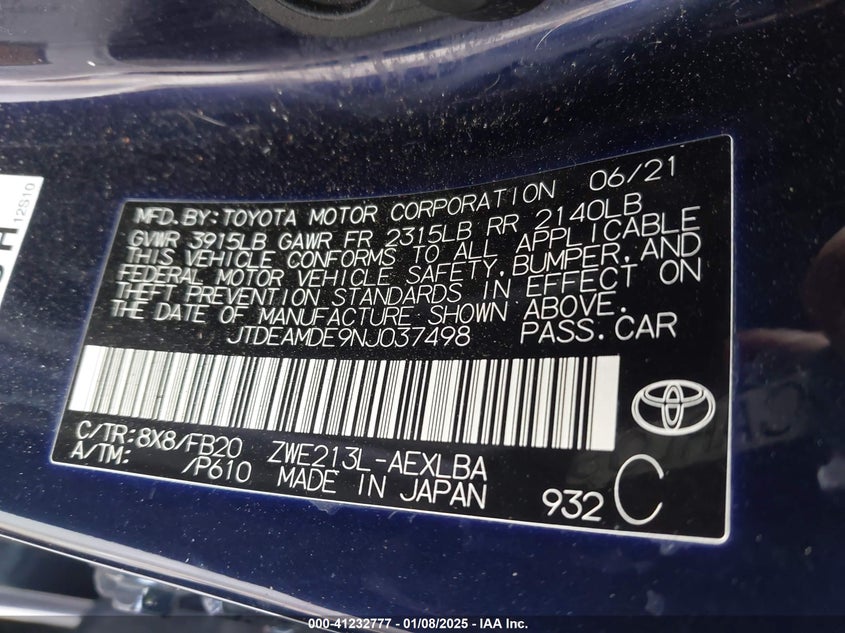 12S10
MFD.BY:TOYOTA MOTOR CORPORATION 06/21
GVWR 3915LB GAWR FR 2315LB RR 2140LB
THIS VEHICLE CONFORMS TO ALL APPLICABLE
FEDERAL MOTOR VEHICLE SAFETY,BUMPER,AND
THEFT PREVENTION STANDARDS IN EFFECT ON
THE DATE OF MANUFACTURE SHOWN ABOVE.
JTDEAMDE9NJ037498 PASS.CAR
C/TR:8X8/FB20 ZWE213L-AEXLBA
A/TM: /P610 MADE IN JAPAN
932 C
000-41232777 - 01/08/2025 - IAA Inc.